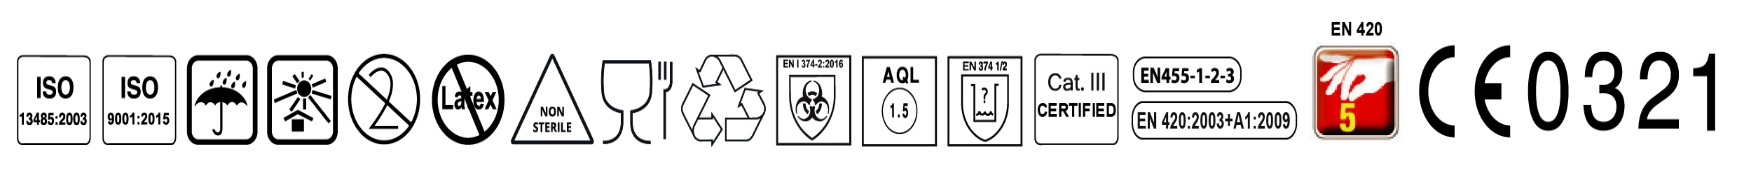 ISO
13485:2003
ISO
9001:2015
2
Latex
NON
STERILE
EN I 374-2:2016
AQL
1.5
EN 374 1/2
?
Cat. III
CERTIFIED
EN455-1-2-3
EN 420:2003+A1:2009
EN 420
5
CE0321